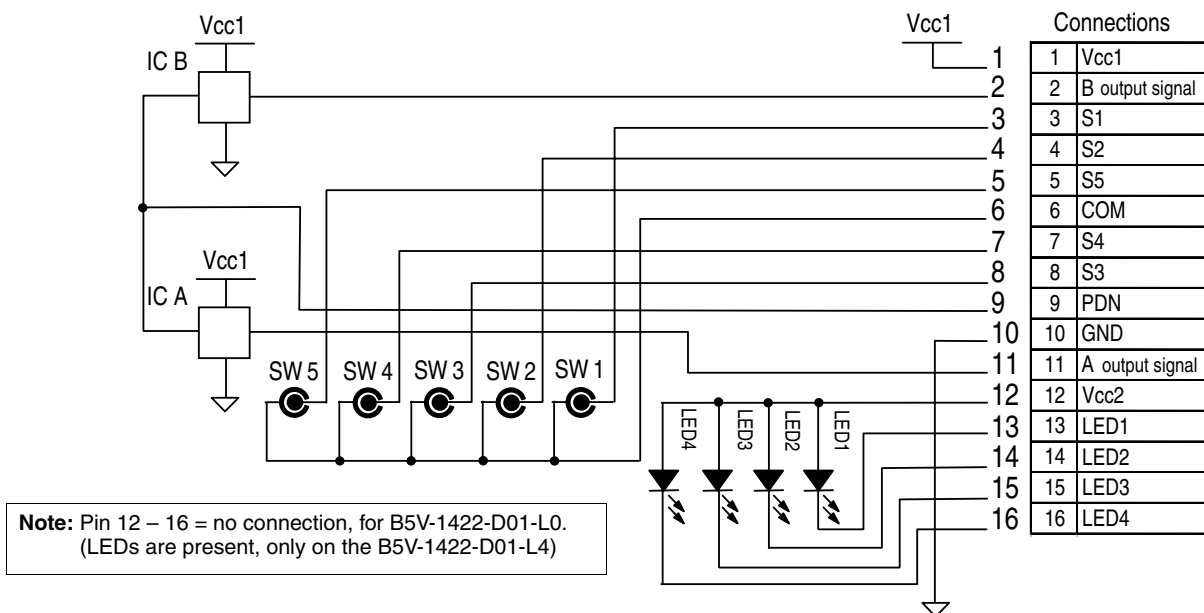 Vcc1
IC B
Vcc1
IC A
SW 5
SW 4
SW 3
SW 2
SW 1
LED4
LED3
LED2
LED1
Vcc1
1
2
3
4
5
6
7
8
9
10
11
12
13
14
15
16
Connections
1 Vcc1
2 B output signal
3 S1
4 S2
5 S5
6 COM
7 S4
8 S3
9 PDN
10 GND
11 A output signal
12 Vcc2
13 LED1
14 LED2
15 LED3
16 LED4
Note: Pin 12 – 16 = no connection, for B5V-1422-D01-L0.
(LEDs are present, only on the B5V-1422-D01-L4)